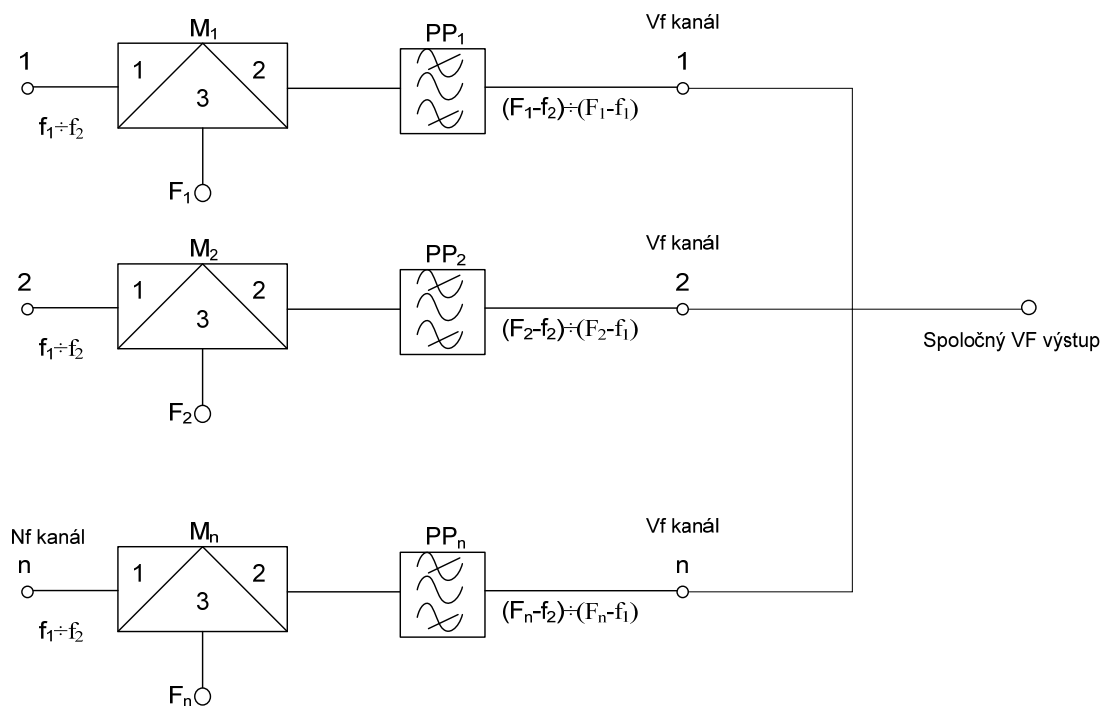 M₁ PP₁ Vf kanál
1 1 2 3 1
f₁÷f₂ (F₁-f₂)÷(F₁-f₁)
F₁
M₂ PP₂ Vf kanál
2 1 2 3 2
f₁÷f₂ (F₂-f₂)÷(F₂-f₁)
Spoločný VF výstup
F₂
Nf kanál Mₙ PPₙ Vf kanál
n 1 2 3 n
f₁÷f₂ (Fₙ-f₂)÷(Fₙ-f₁)
Fₙ